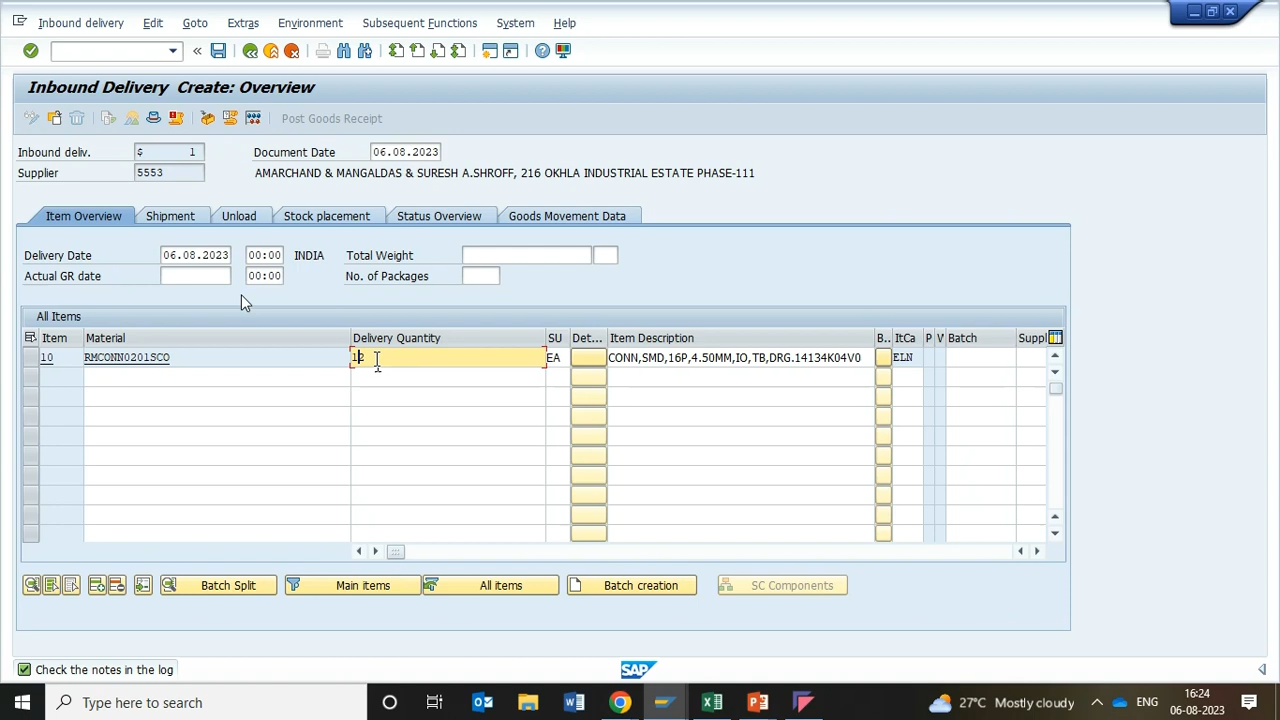 Inbound delivery Edit Goto Extras Environment Subsequent Functions System Help
Inbound Delivery Create: Overview
Post Goods Receipt
Inbound deliv. $ 1 Document Date 06.08.2023
Supplier 5553 AMARCHAND & MANGALDAS & SURESH A.SHROFF, 216 OKHLA INDUSTRIAL ESTATE PHASE-111
Item Overview Shipment Unload Stock placement Status Overview Goods Movement Data
Delivery Date 06.08.2023 00:00 INDIA Total Weight
Actual GR date 00:00 No. of Packages
All Items
Item Material Delivery Quantity SU Det... Item Description B.. ItCa P W Batch Suppl
10 RMCONN0201SCO 12 EA CONN,SMD,16P,4.50MM,IO,TB,DRG.14134K04V0 ELN
Batch Split Main items All items Batch creation SC Components
Check the notes in the log SAP
Type here to search 27°C Mostly cloudy ENG 16:24
06-08-2023